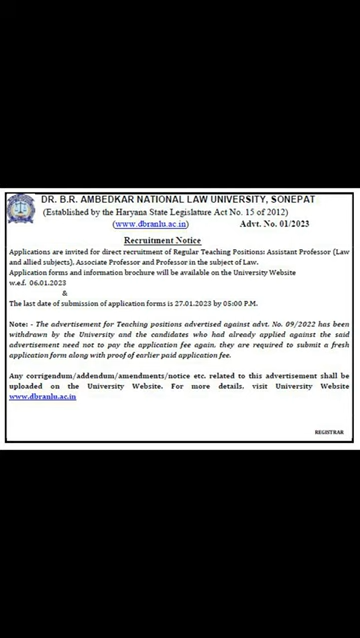 DR. B.R. AMBEDKAR NATIONAL LAW UNIVERSITY, SONEPAT
(Established by the Haryana State Legislature Act No. 15 of 2012)
(www.dbranlu.ac.in) Advt. No. 01/2023
Recruitment Notice
Applications are invited for direct recruitment of Regular Teaching Positions: Assistant Professor (Law
and allied subjects), Associate Professor and Professor in the subject of Law.
Application forms and information brochure will be available on the University Website
w.e.f. 06.01.2023
&
The last date of submission of application forms is 27.01.2023 by 05:00 P.M.
Note: - The advertisement for Teaching positions advertised against advt. No. 09/2022 has been
withdrawn by the University and the candidates who had already applied against the said
advertisement need not to pay the application fee again, they are required to submit a fresh
application form along with proof of earlier paid application fee.
Any corrigendum/addendum/amendments/notice etc. related to this advertisement shall be
uploaded on the University Website. For more details, visit University Website
www.dbranlu.ac.in
REGISTRAR